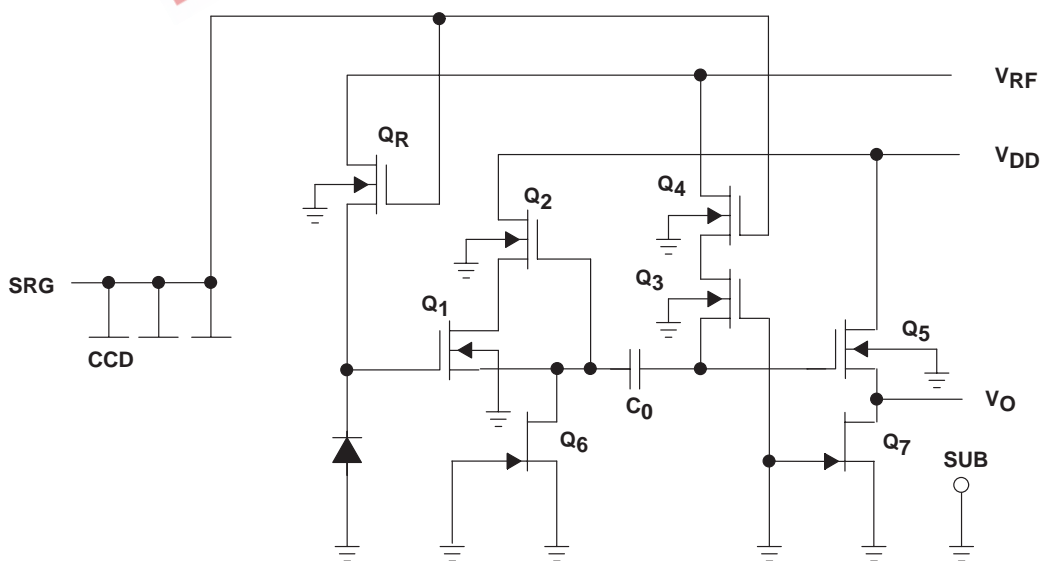 V_RF
Q_R
V_DD
Q_4
Q_2
SRG
Q_3
Q_1
Q_5
CCD
C_0
V_O
Q_6
Q_7
SUB